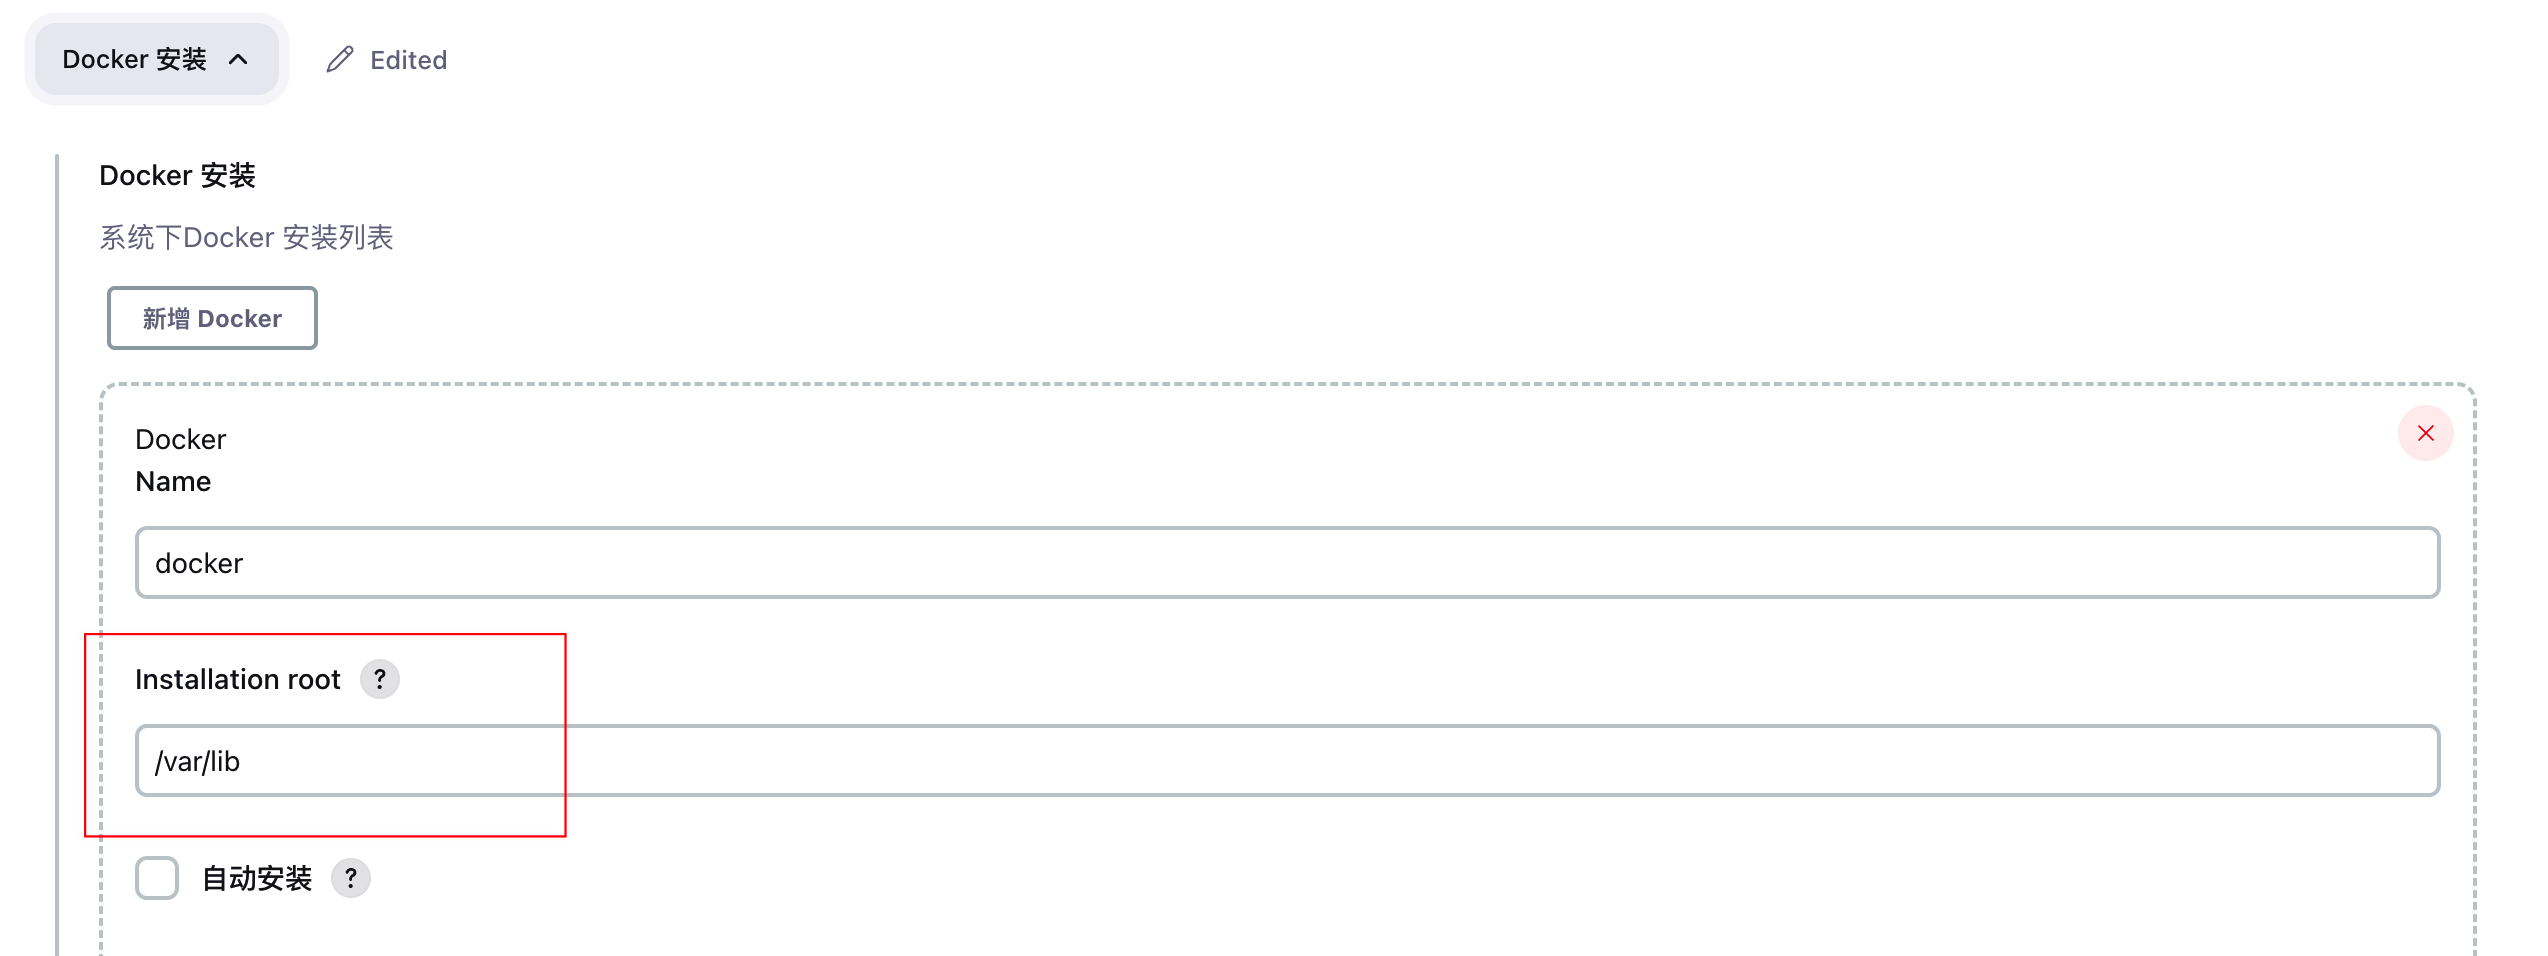 Docker 安装
Edited
Docker 安装
系统下Docker 安装列表
新增 Docker
Docker
Name
docker
Installation root ?
/var/lib
自动安装 ?